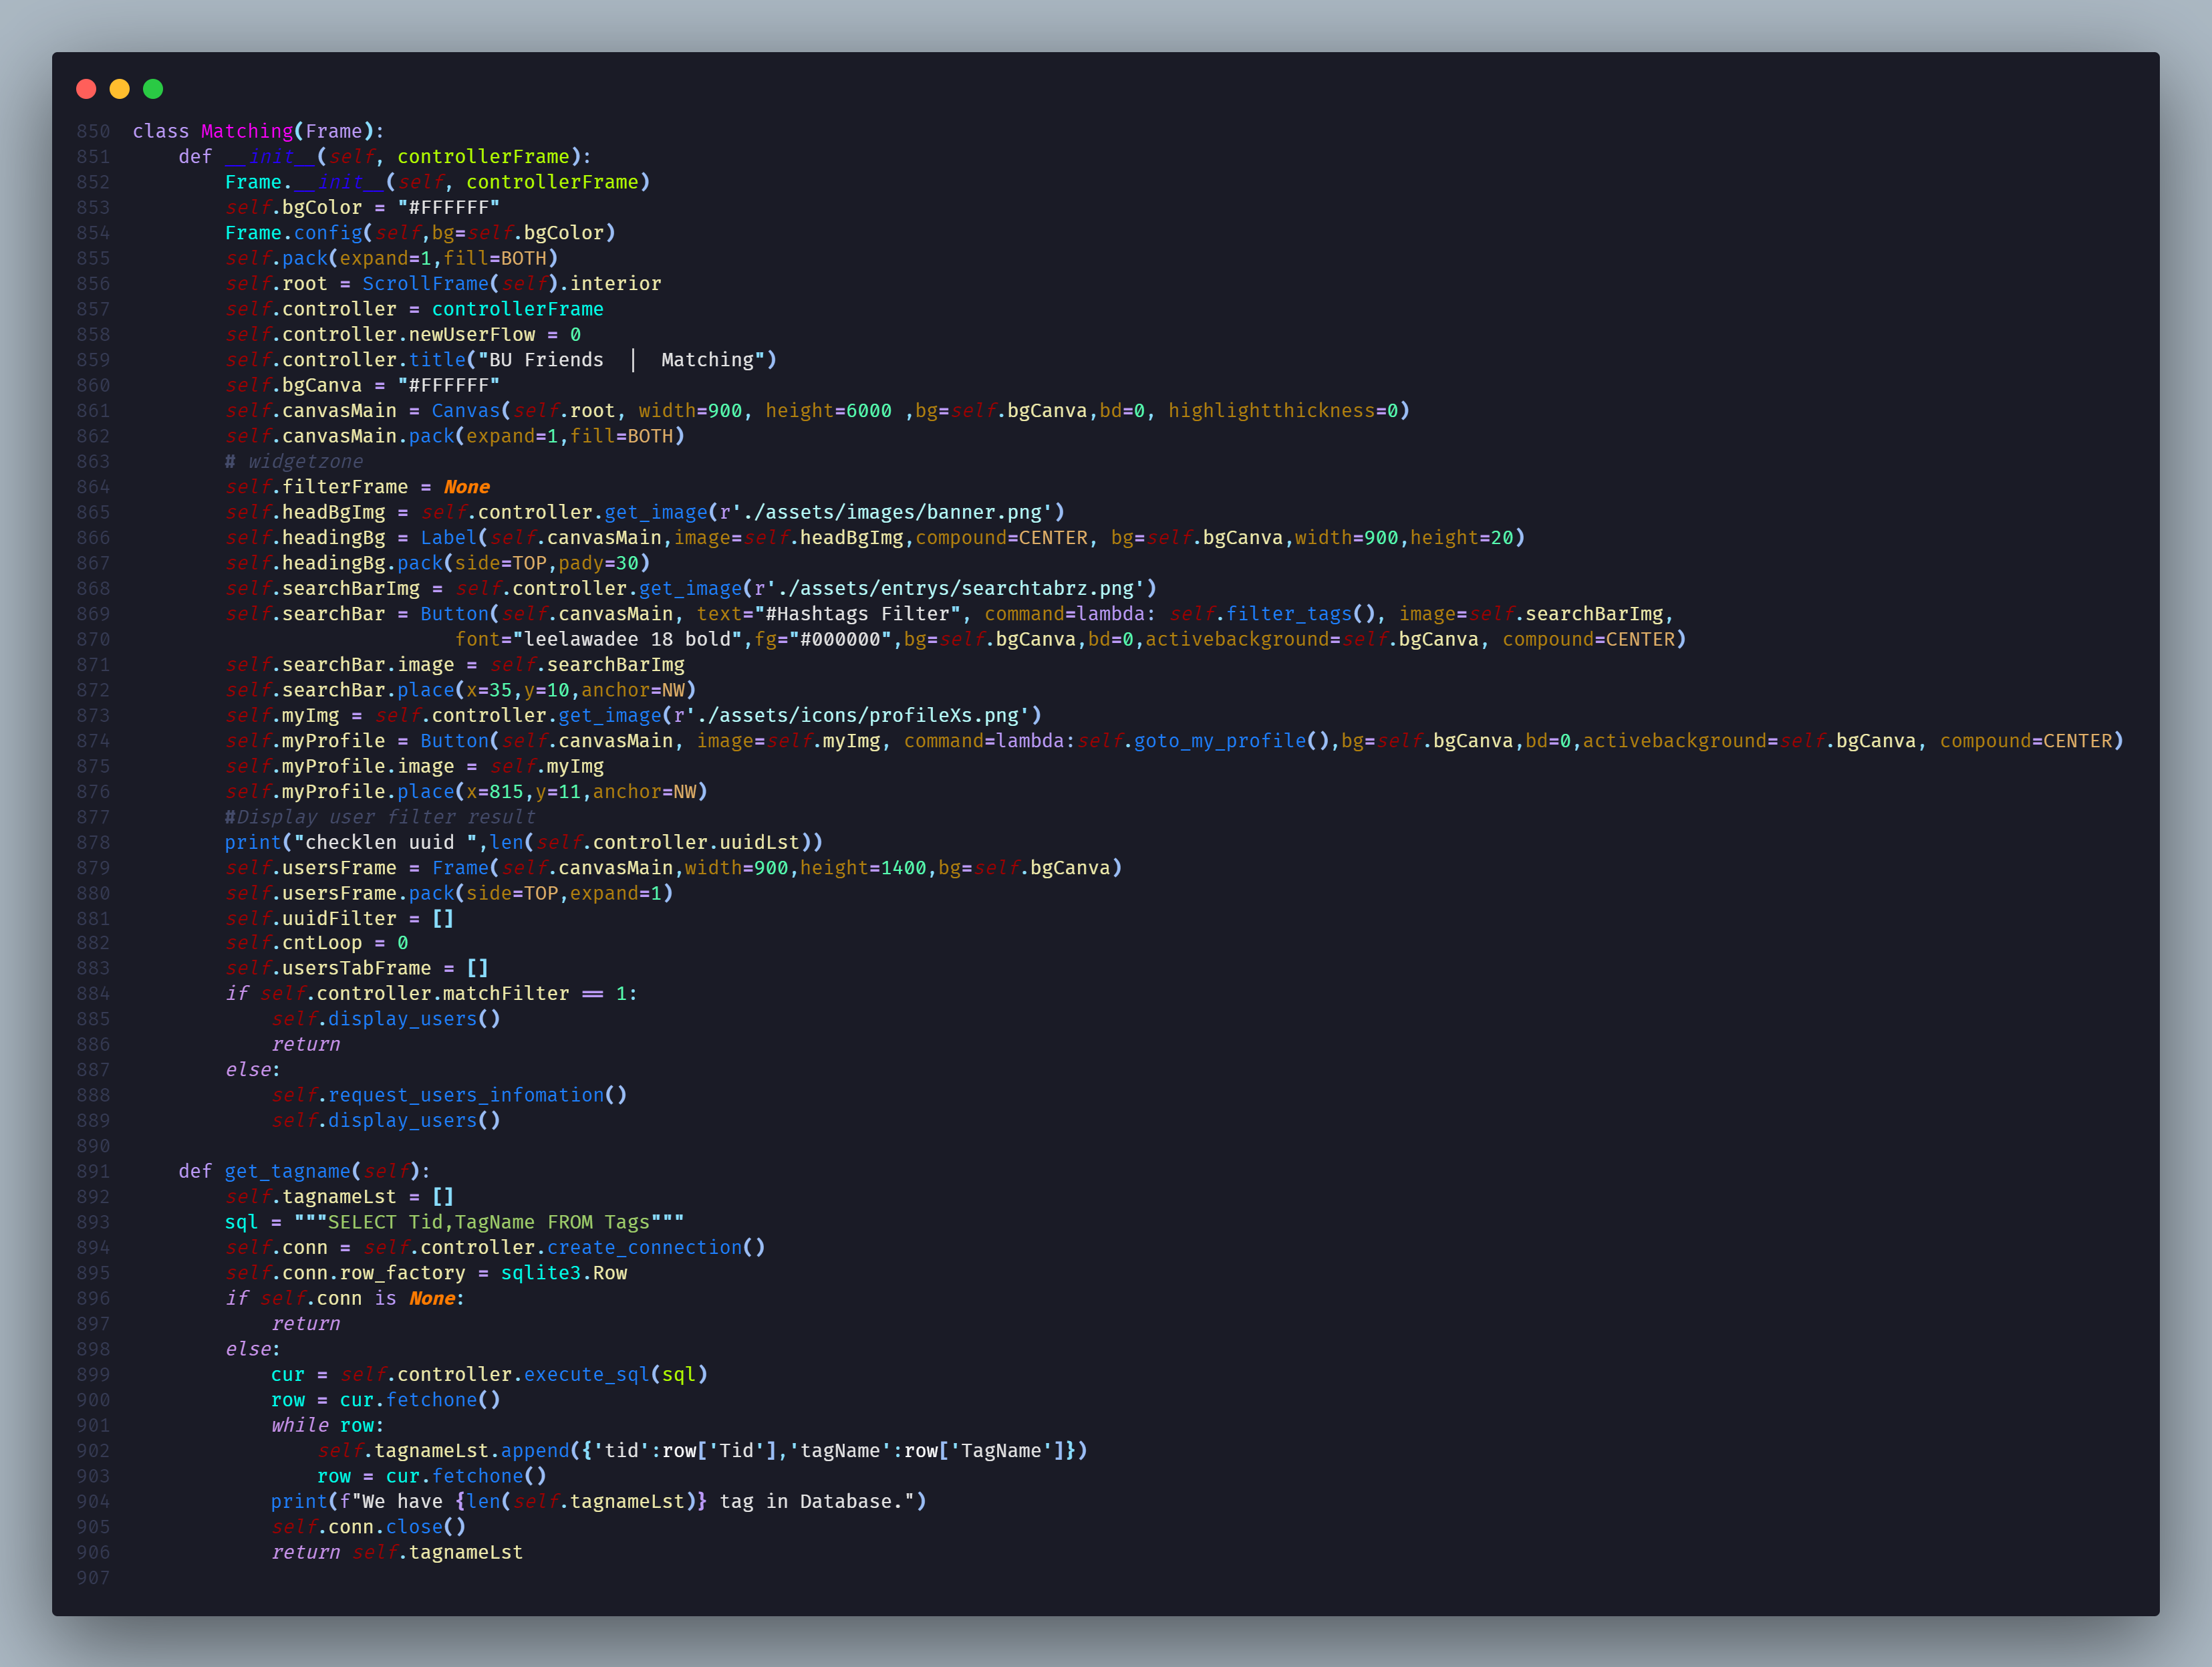 850 class Matching(Frame):
851     def __init__(self, controllerFrame):
852         Frame.__init__(self, controllerFrame)
853         self.bgColor = "#FFFFFF"
854         Frame.config(self,bg=self.bgColor)
855         self.pack(expand=1,fill=BOTH)
856         self.root = ScrollFrame(self).interior
857         self.controller = controllerFrame
858         self.controller.newUserFlow = 0
859         self.controller.title("BU Friends  |  Matching")
860         self.bgCanva = "#FFFFFF"
861         self.canvasMain = Canvas(self.root, width=900, height=6000 ,bg=self.bgCanva,bd=0, highlightthickness=0)
862         self.canvasMain.pack(expand=1,fill=BOTH)
863         # widgetzone
864         self.filterFrame = None
865         self.headBgImg = self.controller.get_image(r'./assets/images/banner.png')
866         self.headingBg = Label(self.canvasMain,image=self.headBgImg,compound=CENTER, bg=self.bgCanva,width=900,height=20)
867         self.headingBg.pack(side=TOP,pady=30)
868         self.searchBarImg = self.controller.get_image(r'./assets/entrys/searchtabrz.png')
869         self.searchBar = Button(self.canvasMain, text="#Hashtags Filter", command=lambda: self.filter_tags(), image=self.searchBarImg,
870                             font="leelawadee 18 bold",fg="#000000",bg=self.bgCanva,bd=0,activebackground=self.bgCanva, compound=CENTER)
871         self.searchBar.image = self.searchBarImg
872         self.searchBar.place(x=35,y=10,anchor=NW)
873         self.myImg = self.controller.get_image(r'./assets/icons/profileXs.png')
874         self.myProfile = Button(self.canvasMain, image=self.myImg, command=lambda:self.goto_my_profile(),bg=self.bgCanva,bd=0,activebackground=self.bgCanva, compound=CENTER)
875         self.myProfile.image = self.myImg
876         self.myProfile.place(x=815,y=11,anchor=NW)
877         #Display user filter result
878         print("checklen uuid ",len(self.controller.uuidLst))
879         self.usersFrame = Frame(self.canvasMain,width=900,height=1400,bg=self.bgCanva)
880         self.usersFrame.pack(side=TOP,expand=1)
881         self.uuidFilter = []
882         self.cntLoop = 0
883         self.usersTabFrame = []
884         if self.controller.matchFilter == 1:
885             self.display_users()
886             return
887         else:
888             self.request_users_infomation()
889             self.display_users()
890
891     def get_tagname(self):
892         self.tagnameLst = []
893         sql = """SELECT Tid,TagName FROM Tags"""
894         self.conn = self.controller.create_connection()
895         self.conn.row_factory = sqlite3.Row
896         if self.conn is None:
897             return
898         else:
899             cur = self.controller.execute_sql(sql)
900             row = cur.fetchone()
901             while row:
902                 self.tagnameLst.append({'tid':row['Tid'],'tagName':row['TagName']})
903                 row = cur.fetchone()
904             print(f"We have {len(self.tagnameLst)} tag in Database.")
905             self.conn.close()
906             return self.tagnameLst
907